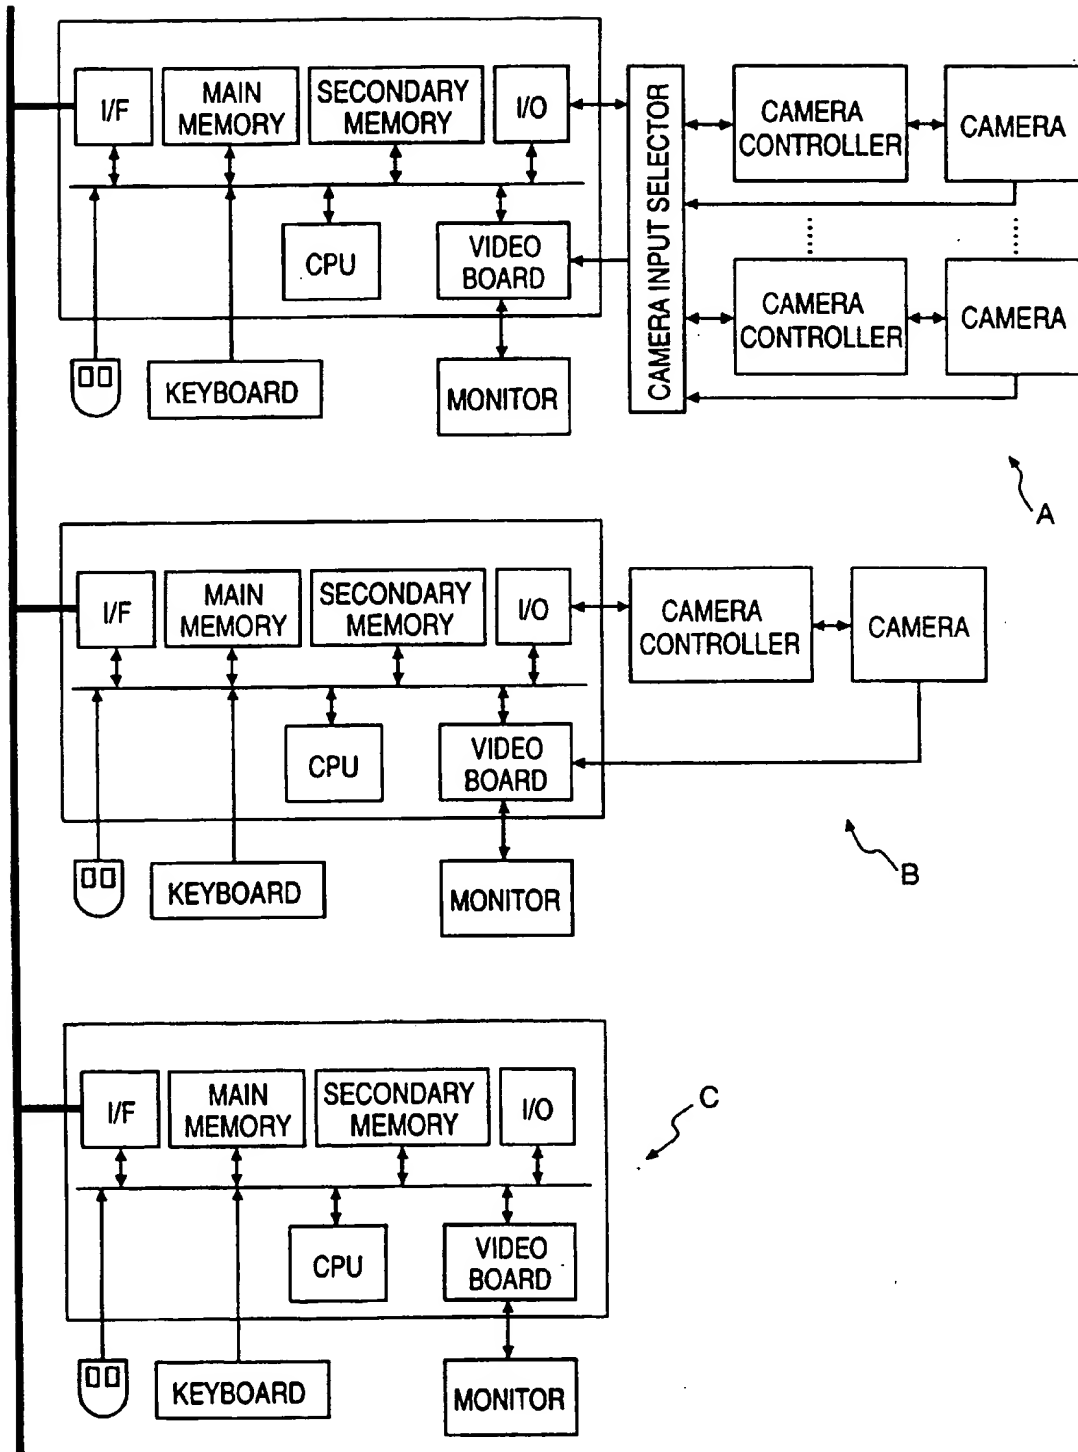 I/F
MAIN
MEMORY
SECONDARY
MEMORY
I/O
CPU
VIDEO
BOARD
KEYBOARD
MONITOR
CAMERA INPUT SELECTOR
CAMERA
CONTROLLER
CAMERA
CAMERA
CONTROLLER
CAMERA
A
I/F
MAIN
MEMORY
SECONDARY
MEMORY
I/O
CPU
VIDEO
BOARD
KEYBOARD
MONITOR
CAMERA
CONTROLLER
CAMERA
B
I/F
MAIN
MEMORY
SECONDARY
MEMORY
I/O
CPU
VIDEO
BOARD
KEYBOARD
MONITOR
C